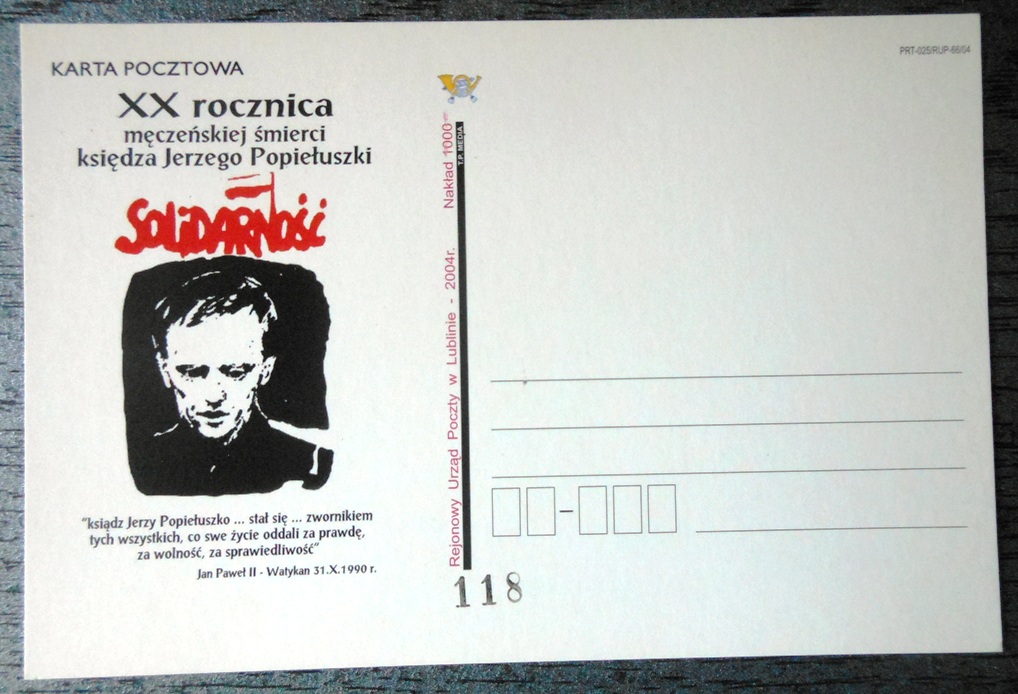 KARTA POCZTOWA
XX rocznica
męczeńskiej śmierci
księdza Jerzego Popiełuszki
SOLIDARNOŚĆ
"ksiądz Jerzy Popiełuszko ... stał się ... zwornikiem
tych wszystkich, co swe życie oddali za prawdę,
za wolność, za sprawiedliwość"
Jan Paweł II - Watykan 31.X.1990 r.
Rejonowy Urząd Poczty w Lublinie - 2004r. Nakład 1000
T.P. MEDIA
118
PRT-025/RUP-66/04